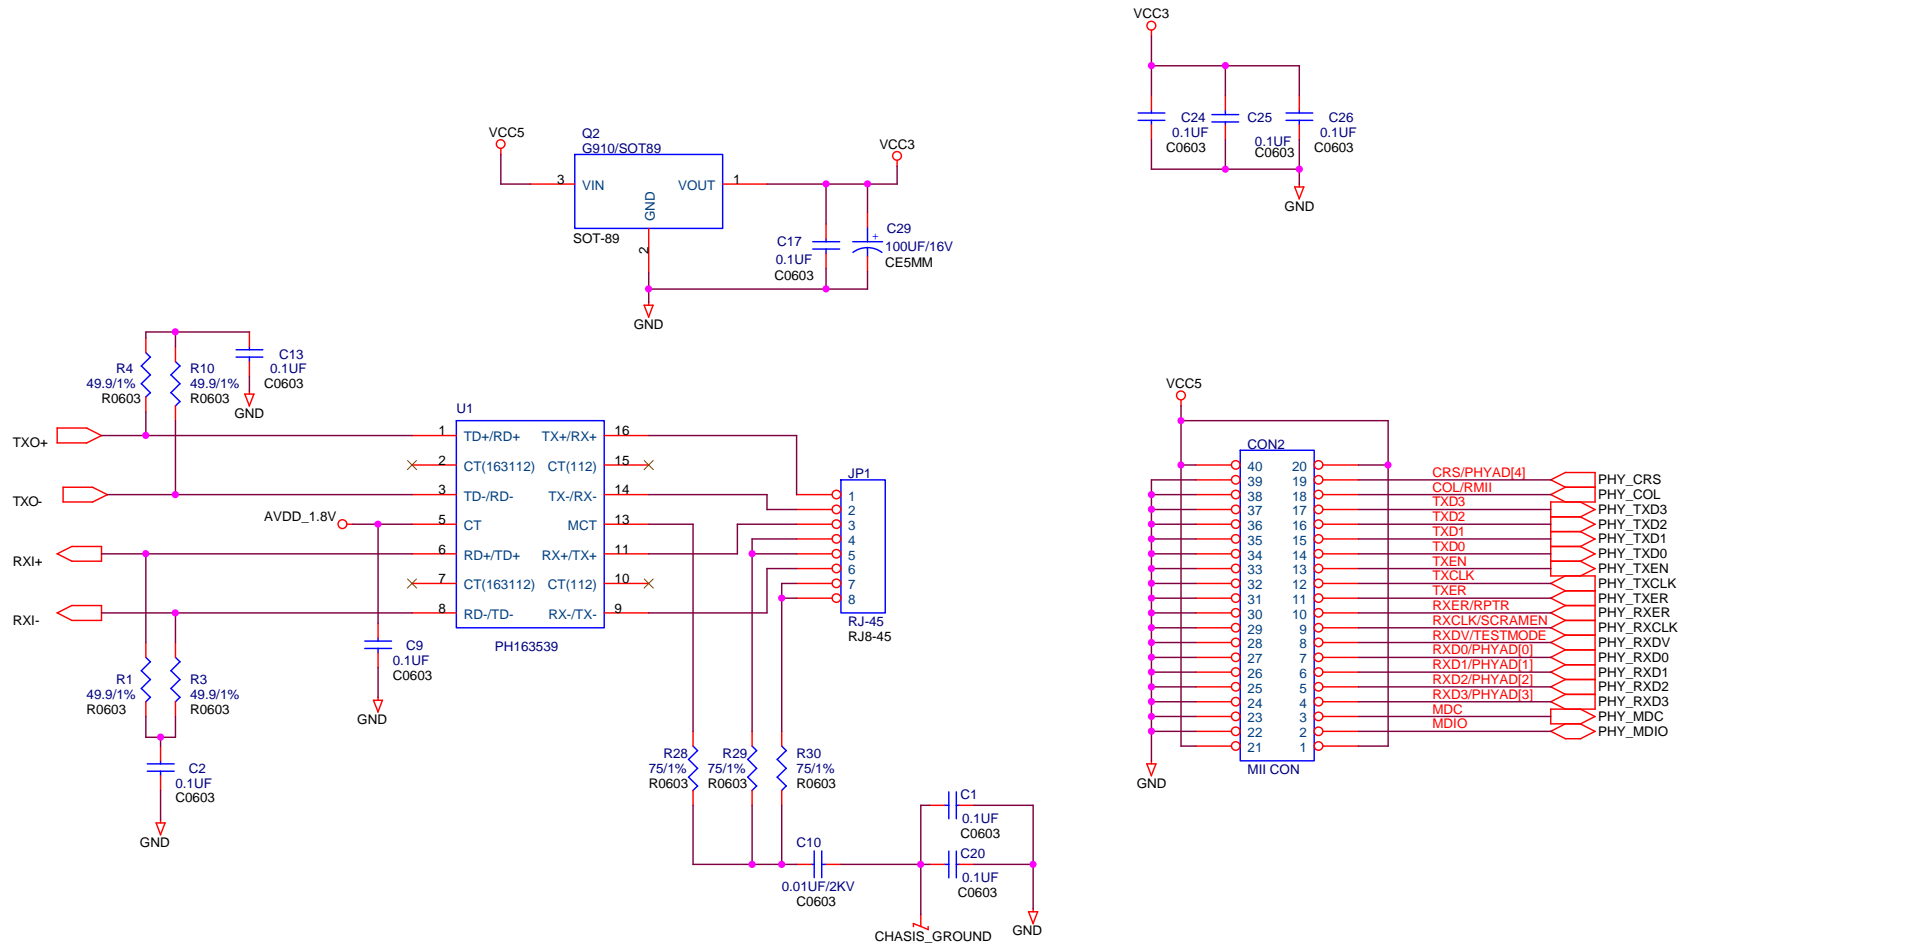 VCC3
C24
0.1UF
C0603
C25
0.1UF
C0603
C26
0.1UF
C0603
GND
VCC5
Q2
G910/SOT89
3
VIN
VOUT
1
GND
2
SOT-89
VCC3
C17
0.1UF
C0603
+
C29
100UF/16V
CE5MM
GND
R4
49.9/1%
R0603
R10
49.9/1%
R0603
C13
0.1UF
C0603
GND
TXO+
TXO-
AVDD_1.8V
RXI+
RXI-
U1
1 TD+/RD+ TX+/RX+ 16
2 CT(163112) CT(112) 15
3 TD-/RD- TX-/RX- 14
5 CT MCT 13
6 RD+/TD+ RX+/TX+ 11
7 CT(163112) CT(112) 10
8 RD-/TD- RX-/TX- 9
PH163539
JP1
1
2
3
4
5
6
7
8
RJ-45
RJ8-45
C9
0.1UF
C0603
GND
R1
49.9/1%
R0603
R3
49.9/1%
R0603
C2
0.1UF
C0603
GND
R28
75/1%
R0603
R29
75/1%
R0603
R30
75/1%
R0603
C10
0.01UF/2KV
C0603
C1
0.1UF
C0603
C20
0.1UF
C0603
CHASIS_GROUND
GND
VCC5
CON2
40 20
39 19 CRS/PHYAD[4] PHY_CRS
38 18 COL/RMII PHY_COL
37 17 TXD3 PHY_TXD3
36 16 TXD2 PHY_TXD2
35 15 TXD1 PHY_TXD1
34 14 TXD0 PHY_TXD0
33 13 TXEN PHY_TXEN
32 12 TXCLK PHY_TXCLK
31 11 TXER PHY_TXER
30 10 RXER/RPTR PHY_RXER
29 9 RXCLK/SCRAMEN PHY_RXCLK
28 8 RXDV/TESTMODE PHY_RXDV
27 7 RXD0/PHYAD[0] PHY_RXD0
26 6 RXD1/PHYAD[1] PHY_RXD1
25 5 RXD2/PHYAD[2] PHY_RXD2
24 4 RXD3/PHYAD[3] PHY_RXD3
23 3 MDC PHY_MDC
22 2 MDIO PHY_MDIO
21 1
MII CON
GND